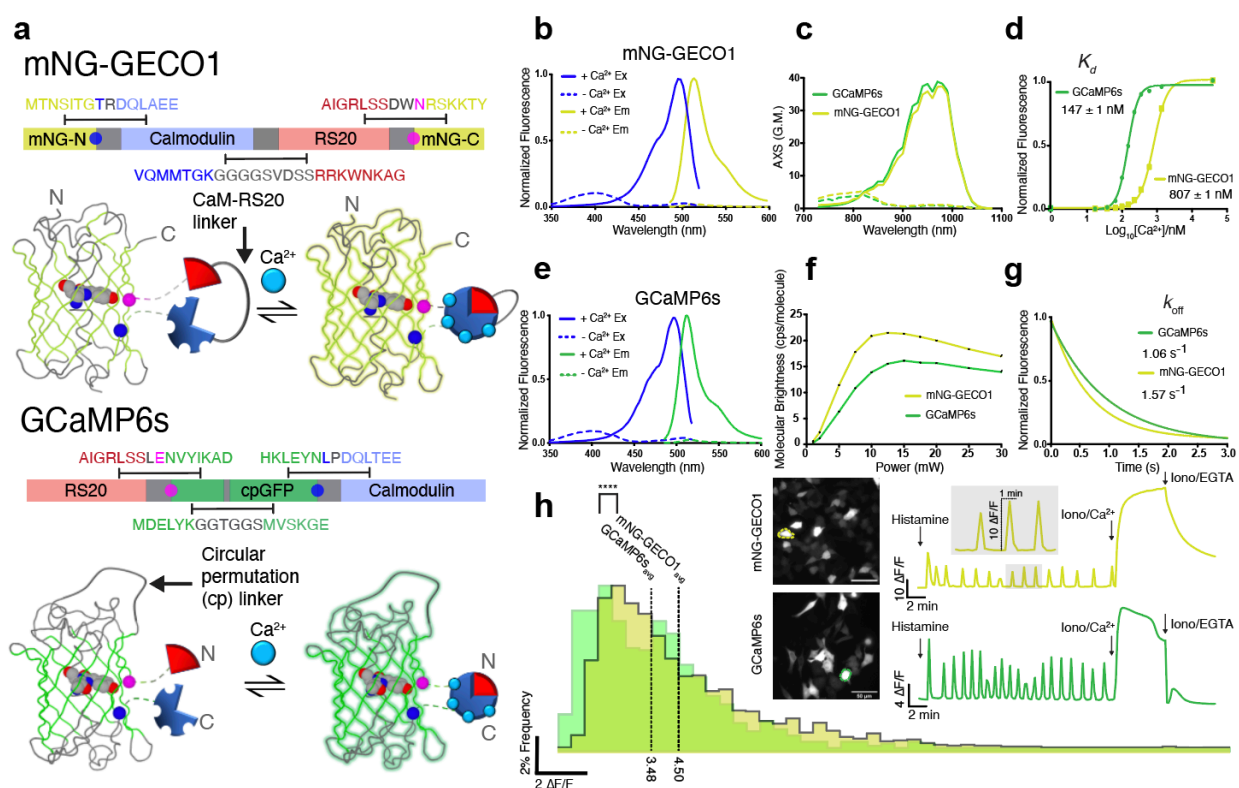 a
mNG-GECO1
MTNSITGTRDQLAEE
AIGRLSSDWNRSKKTY
mNG-N
Calmodulin
RS20
mNG-C
VQMMTGKGGGGSVDSSRRKWNKAG
N
CaM-RS20
linker
C
Ca²⁺
N
C
GCaMP6s
AIGRLSSLENVYIKAD
HKLEYNLPDQLTEE
RS20
cpGFP
Calmodulin
MDELYKGGTGGSMVSKGE
Circular
permutation
(cp) linker
Ca²⁺
N
C
N
C
b
mNG-GECO1
Normalized Fluorescence
1.0
0.5
0.0
+ Ca²⁺ Ex
- Ca²⁺ Ex
+ Ca²⁺ Em
- Ca²⁺ Em
350 400 450 500 550 600
Wavelength (nm)
c
AXS (G.M.)
40
30
20
10
0
GCaMP6s
mNG-GECO1
700 800 900 1000 1100
Wavelength (nm)
d
Kd
Normalized Fluorescence
1.0
0.5
0.0
GCaMP6s
147 ± 1 nM
mNG-GECO1
807 ± 1 nM
0 1 2 3 4 5
Log₁₀[Ca²⁺]/nM
e
GCaMP6s
Normalized Fluorescence
1.0
0.5
0.0
+ Ca²⁺ Ex
- Ca²⁺ Ex
+ Ca²⁺ Em
- Ca²⁺ Em
350 400 450 500 550 600
Wavelength (nm)
f
Molecular Brightness (cps/molecule)
25
20
15
10
5
0
mNG-GECO1
GCaMP6s
0 5 10 15 20 25 30
Power (mW)
g
koff
Normalized Fluorescence
1.0
0.5
0.0
GCaMP6s
1.06 s⁻¹
mNG-GECO1
1.57 s⁻¹
0 0.5 1.0 1.5 2.0 2.5 3.0
Time (s)
h
****
mNG-GECO1avg
GCaMP6savg
2% Frequency
2 ΔF/F
3.48
4.50
mNG-GECO1
GCaMP6s
50 µm
Histamine
10 ΔF/F
1 min
Iono/Ca²⁺
Iono/EGTA
10 ΔF/F
2 min
Histamine
Iono/Ca²⁺
Iono/EGTA
4 ΔF/F
2 min